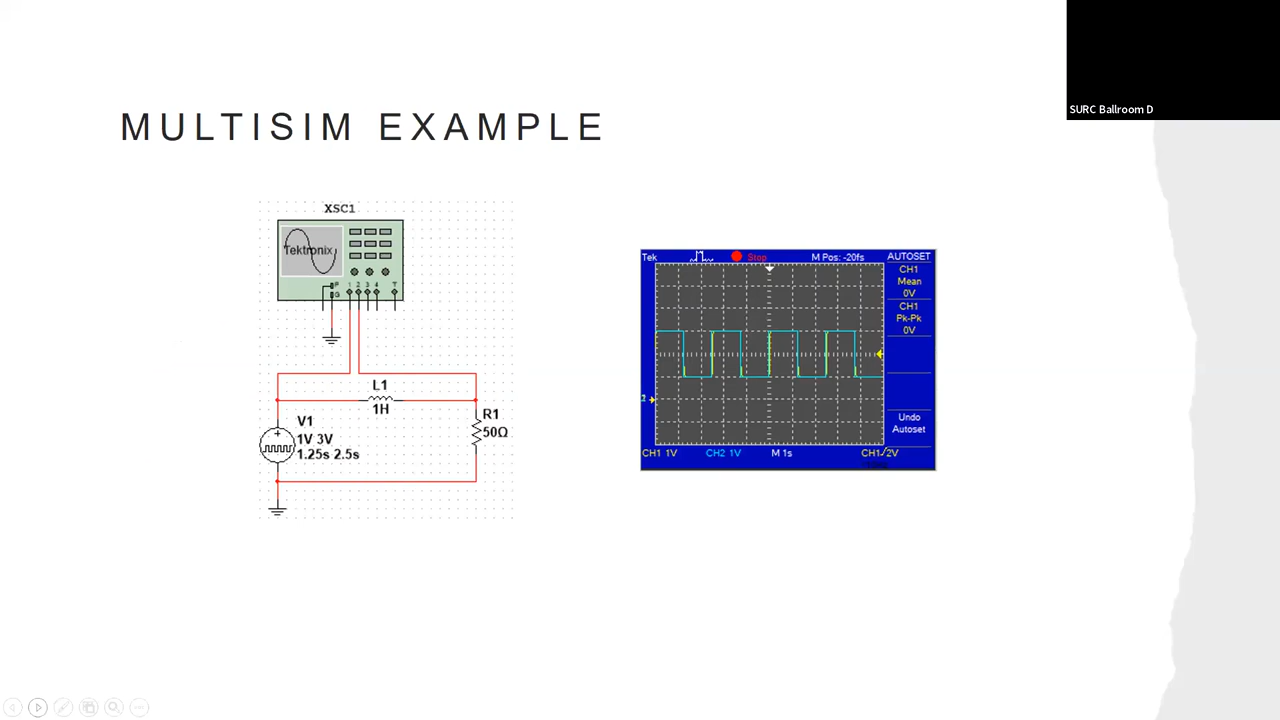 SURC Ballroom D
MULTISIM EXAMPLE
XSC1
Tektronix
F
G
1 2 3 4 T
L1
1H
V1
1V 3V
1.25s 2.5s
R1
50Ω
Tek Stop M Pos: -20fs AUTOSET
CH1
Mean
0V
CH1
Pk-Pk
0V
2
Undo
Autoset
CH1 1V CH2 1V M 1s CH1/2V